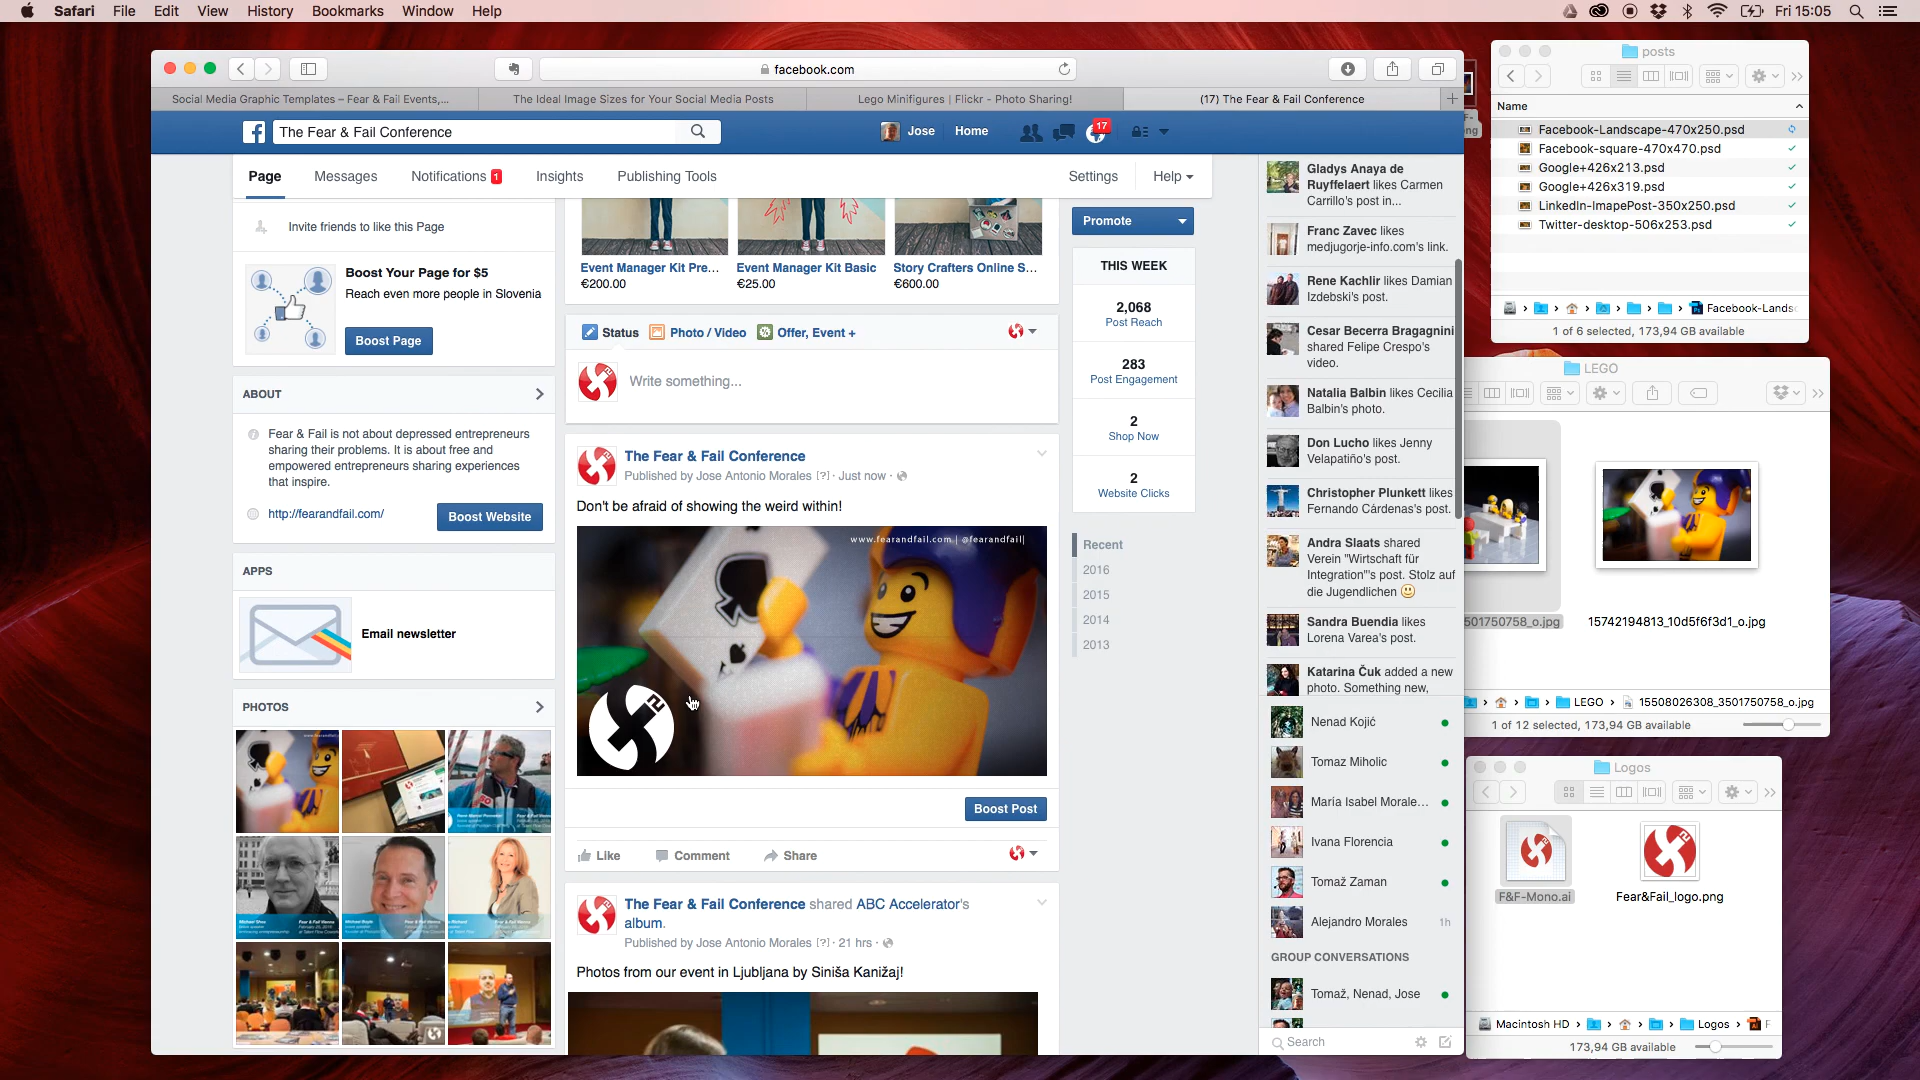 Safari File Edit View History Bookmarks Window Help
Fri 15:05
facebook.com
Social Media Graphic Templates – Fear & Fail Events,...
The Ideal Image Sizes for Your Social Media Posts
Lego Minifigures | Flickr - Photo Sharing!
(17) The Fear & Fail Conference
The Fear & Fail Conference
Jose Home 17
Page Messages Notifications 1 Insights Publishing Tools Settings Help
Invite friends to like this Page
Boost Your Page for $5
Reach even more people in Slovenia
Boost Page
ABOUT
Fear & Fail is not about depressed entrepreneurs
sharing their problems. It is about free and
empowered entrepreneurs sharing experiences
that inspire.
http://fearandfail.com/
Boost Website
APPS
Email newsletter
PHOTOS
Event Manager Kit Pre...
€200.00
Event Manager Kit Basic
€25.00
Story Crafters Online S...
€600.00
Status Photo / Video Offer, Event +
Write something...
The Fear & Fail Conference
Published by Jose Antonio Morales [?] · Just now ·
Don't be afraid of showing the weird within!
www.fearandfail.com | @fearandfail|
Boost Post
Like Comment Share
The Fear & Fail Conference shared ABC Accelerator's
album.
Published by Jose Antonio Morales [?] · 21 hrs ·
Photos from our event in Ljubljana by Siniša Kanižaj!
Promote
THIS WEEK
2,068
Post Reach
283
Post Engagement
2
Shop Now
2
Website Clicks
Recent
2016
2015
2014
2013
Gladys Anaya de
Ruyffelaert likes Carmen
Carrillo's post in...
Franc Zavec likes
medjugorje-info.com's link.
Rene Kachlir likes Damian
Izdebski's post.
Cesar Becerra Bragagnini
shared Felipe Crespo's
video.
Natalia Balbin likes Cecilia
Balbin's photo.
Don Lucho likes Jenny
Velapatiño's post.
Christopher Plunkett likes
Fernando Cárdenas's post.
Andra Slaats shared
Verein "Wirtschaft für
Integration"'s post. Stolz auf
die Jugendlichen
Sandra Buendia likes
Lorena Varea's post.
Katarina Čuk added a new
photo. Something new,
Nenad Kojić
Tomaz Miholic
María Isabel Morale...
Ivana Florencia
Tomaž Zaman
Alejandro Morales 1h
GROUP CONVERSATIONS
Tomaž, Nenad, Jose
Search
posts
Name
Facebook-Landscape-470x250.psd
Facebook-square-470x470.psd
Google+426x213.psd
Google+426x319.psd
LinkedIn-ImapePost-350x250.psd
Twitter-desktop-506x253.psd
Facebook-Lands
1 of 6 selected, 173,94 GB available
LEGO
501750758_o.jpg
15742194813_10d5f6f3d1_o.jpg
LEGO 15508026308_3501750758_o.jpg
1 of 12 selected, 173,94 GB available
Logos
F&F-Mono.ai
Fear&Fail_logo.png
Macintosh HD Logos F
173,94 GB available